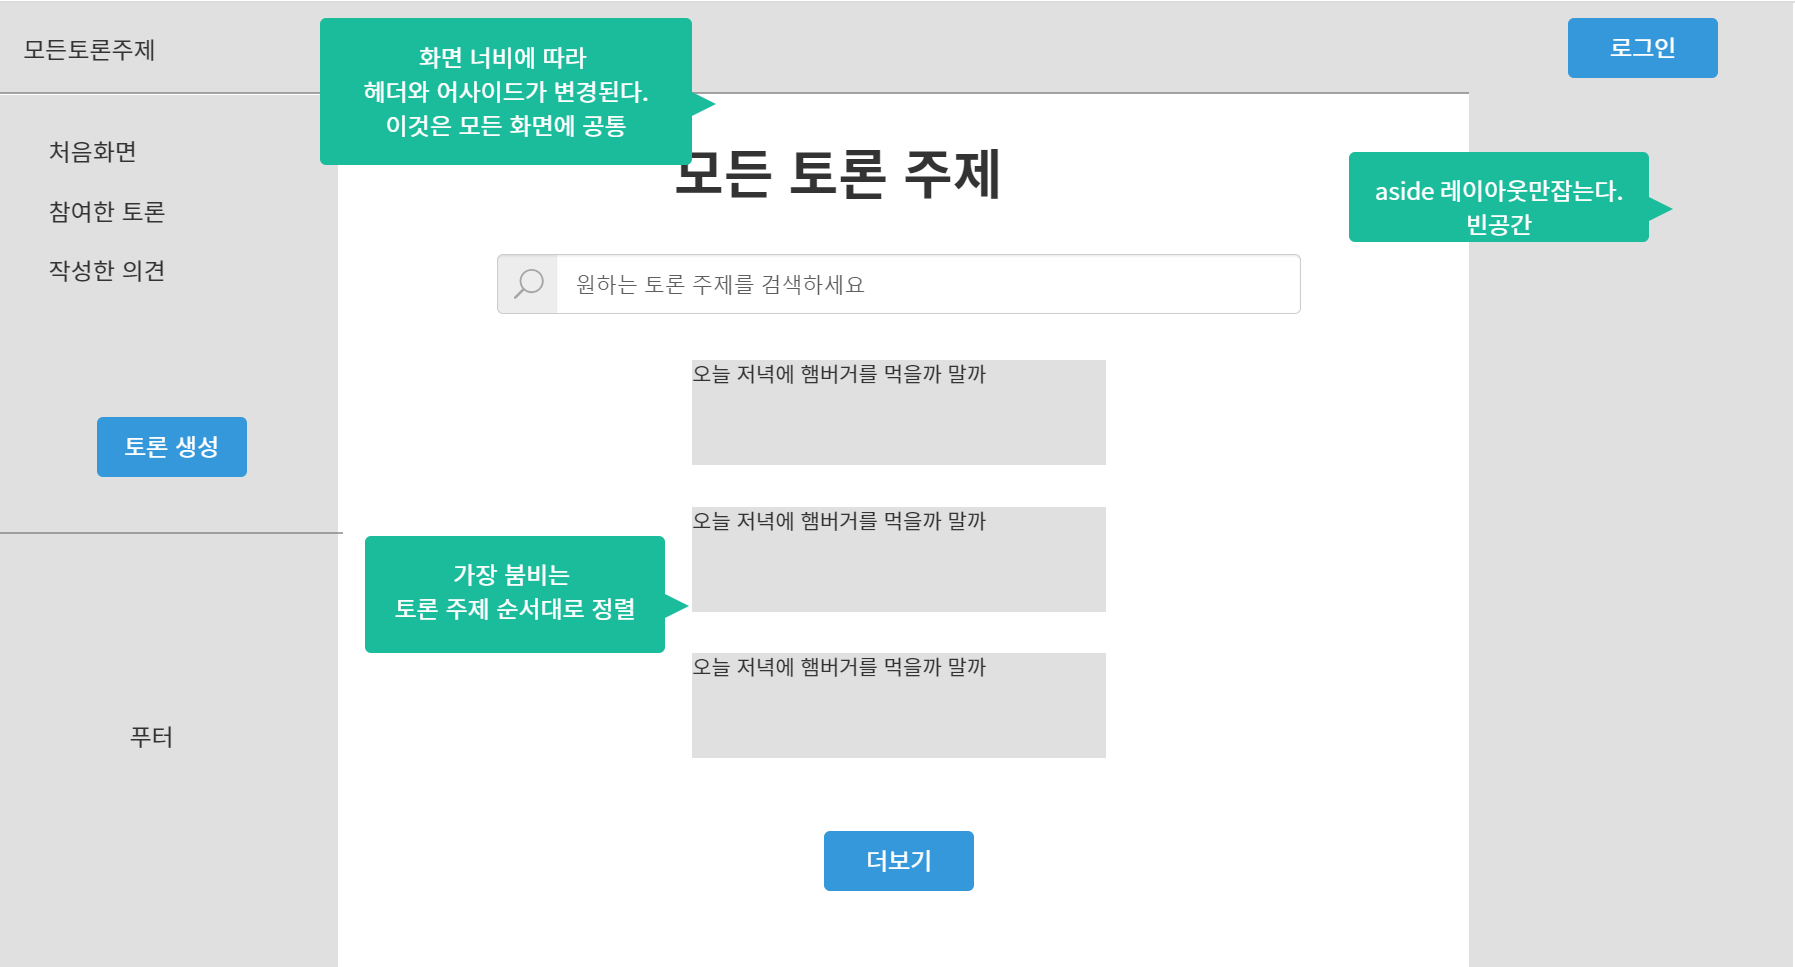 모든토론주제
화면 너비에 따라
헤더와 어사이드가 변경된다.
이것은 모든 화면에 공통
로그인
처음화면
참여한 토론
작성한 의견
토론 생성
푸터
모든 토론 주제
aside 레이아웃만잡는다.
빈공간
원하는 토론 주제를 검색하세요
오늘 저녁에 햄버거를 먹을까 말까
오늘 저녁에 햄버거를 먹을까 말까
가장 붐비는
토론 주제 순서대로 정렬
오늘 저녁에 햄버거를 먹을까 말까
더보기